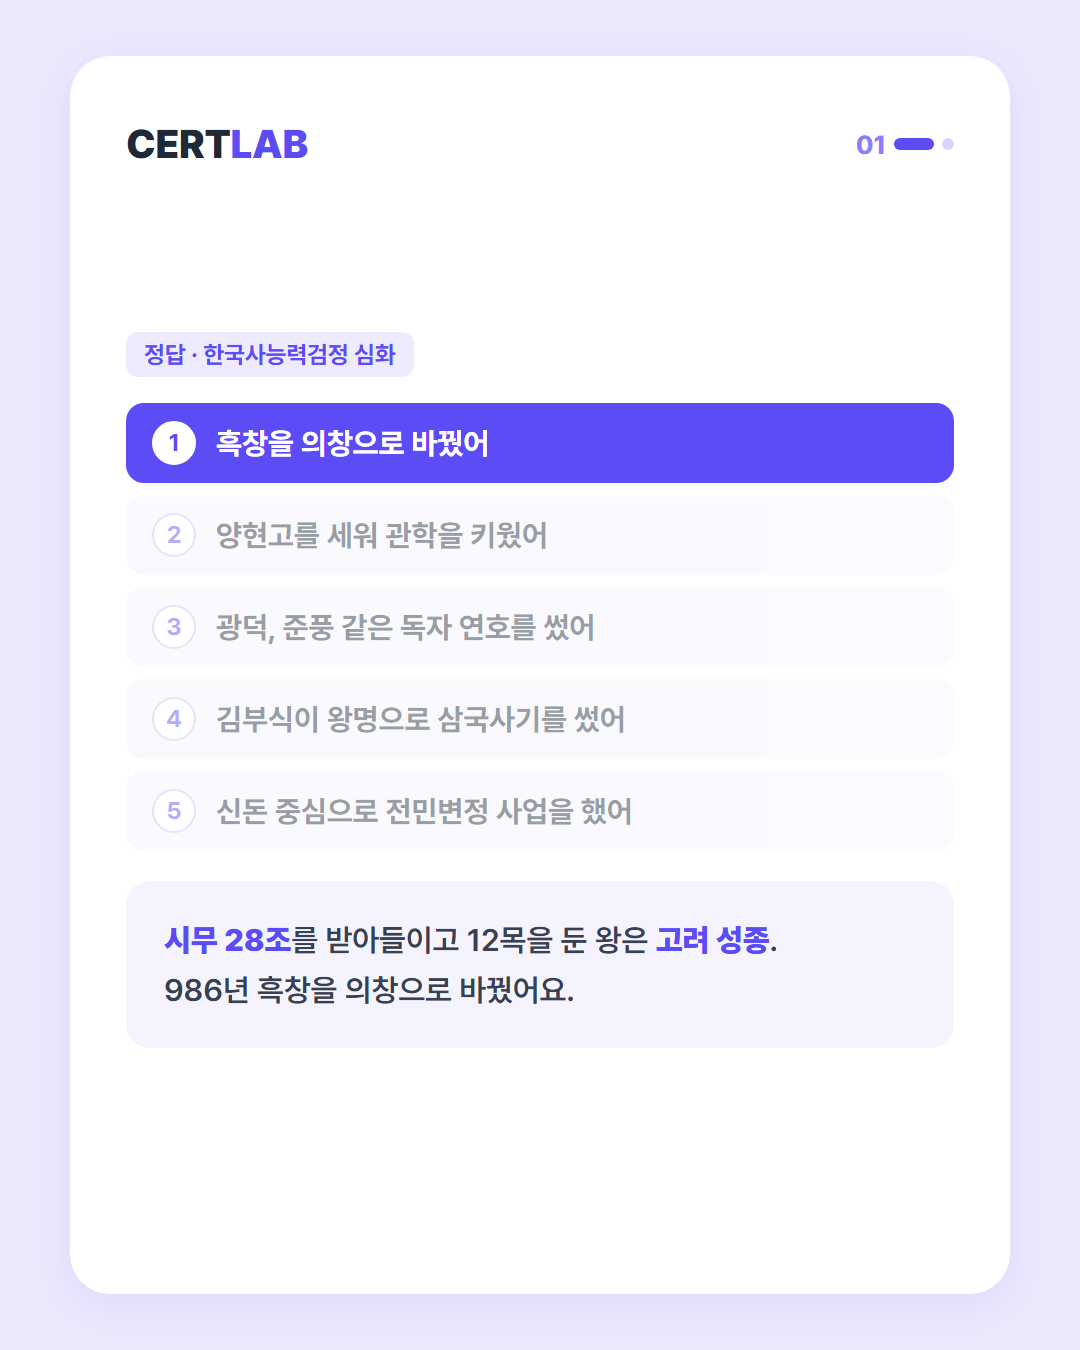 CERTLAB
01
정답 · 한국사능력검정 심화
1 흑창을 의창으로 바꿨어
2 양현고를 세워 관학을 키웠어
3 광덕, 준풍 같은 독자 연호를 썼어
4 김부식이 왕명으로 삼국사기를 썼어
5 신돈 중심으로 전민변정 사업을 했어
시무 28조를 받아들이고 12목을 둔 왕은 고려 성종.
986년 흑창을 의창으로 바꿨어요.